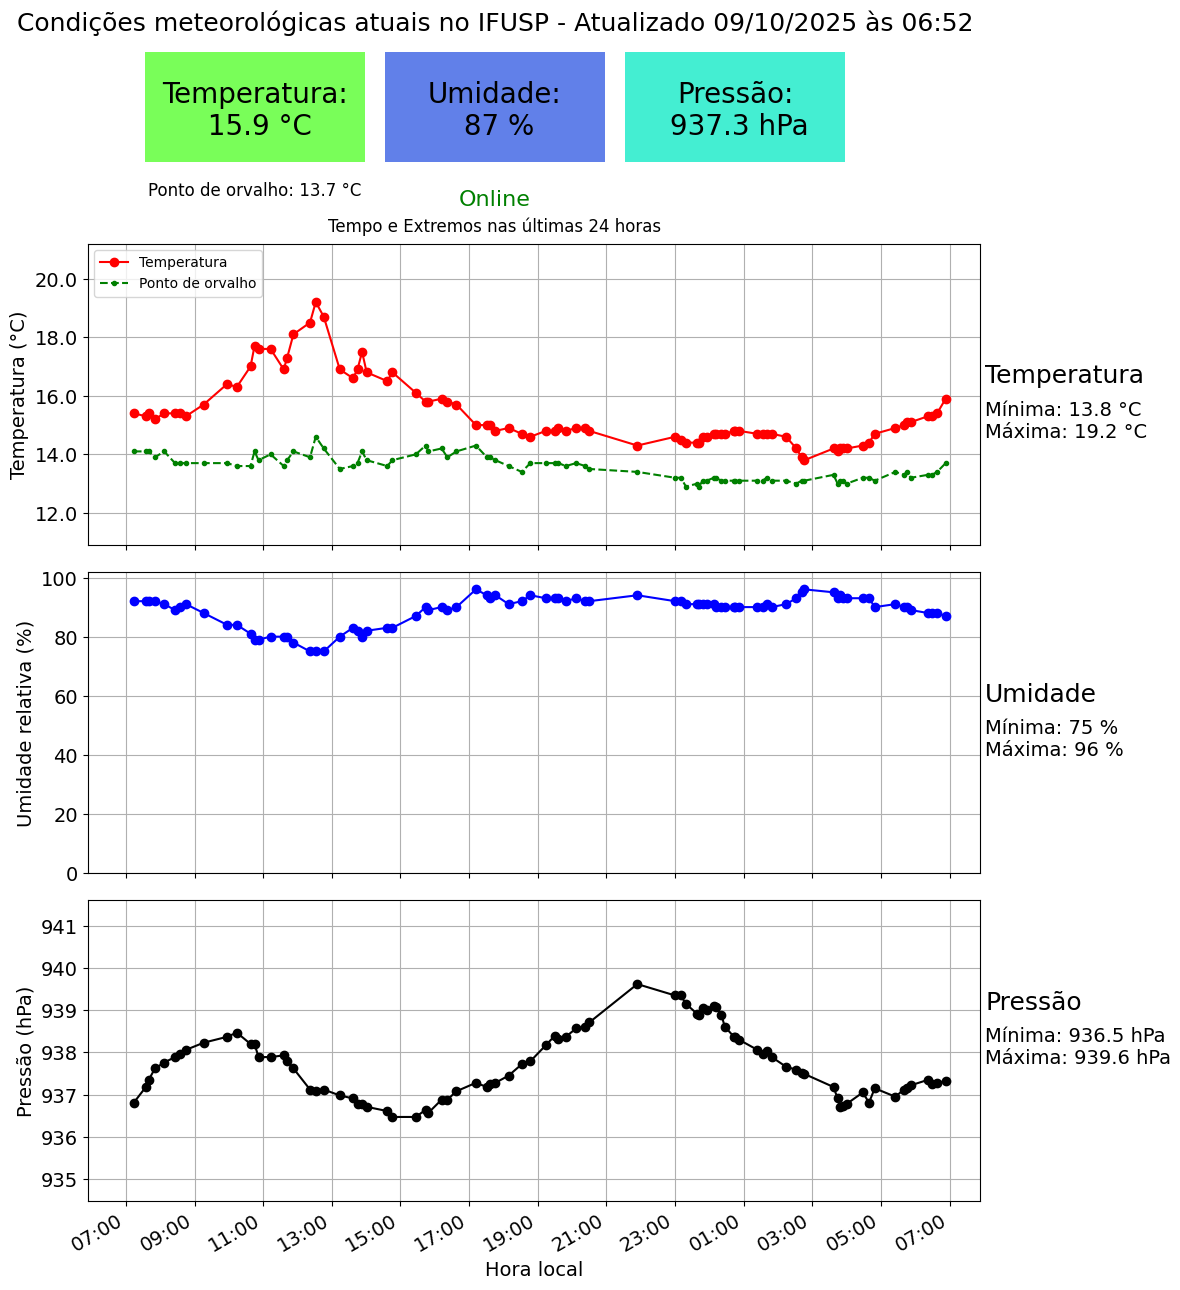 Condições meteorológicas atuais no IFUSP - Atualizado 09/10/2025 às 06:52
Temperatura:
15.9 °C
Umidade:
87 %
Pressão:
937.3 hPa
Ponto de orvalho: 13.7 °C
Online
Tempo e Extremos nas últimas 24 horas
Temperatura
Ponto de orvalho
Temperatura (°C)
20.0
18.0
16.0
14.0
12.0
Temperatura
Mínima: 13.8 °C
Máxima: 19.2 °C
Umidade relativa (%)
100
80
60
40
20
0
Umidade
Mínima: 75 %
Máxima: 96 %
Pressão (hPa)
941
940
939
938
937
936
935
Pressão
Mínima: 936.5 hPa
Máxima: 939.6 hPa
07:00
09:00
11:00
13:00
15:00
17:00
19:00
21:00
23:00
01:00
03:00
05:00
07:00
Hora local